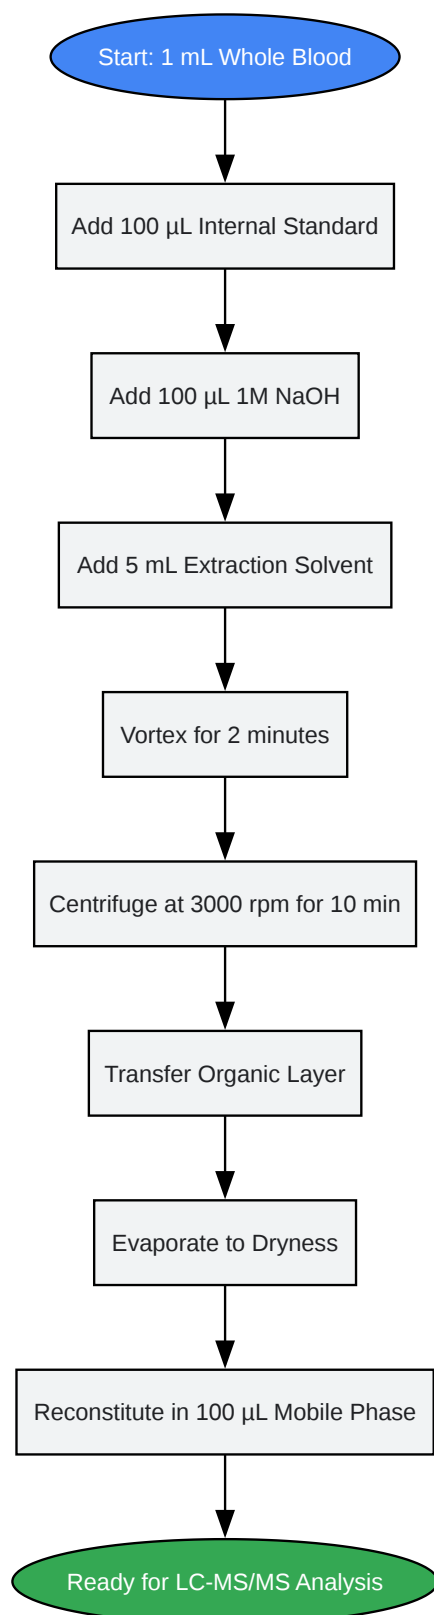 Start: 1 mL Whole Blood
Add 100 µL Internal Standard
Add 100 µL 1M NaOH
Add 5 mL Extraction Solvent
Vortex for 2 minutes
Centrifuge at 3000 rpm for 10 min
Transfer Organic Layer
Evaporate to Dryness
Reconstitute in 100 µL Mobile Phase
Ready for LC-MS/MS Analysis